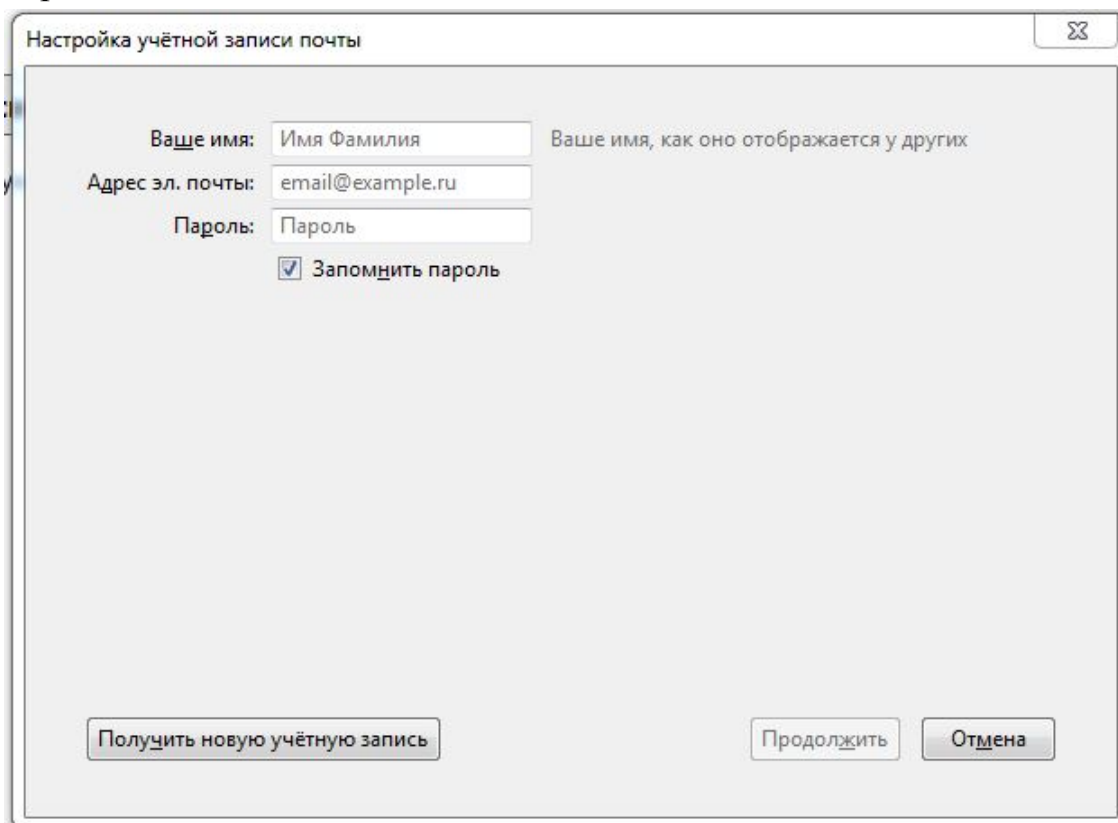 Настройка учётной записи почты
Ваше имя: Имя Фамилия Ваше имя, как оно отображается у других
Адрес эл. почты: email@example.ru
Пароль: Пароль
Запомнить пароль
Получить новую учётную запись Продолжить Отмена